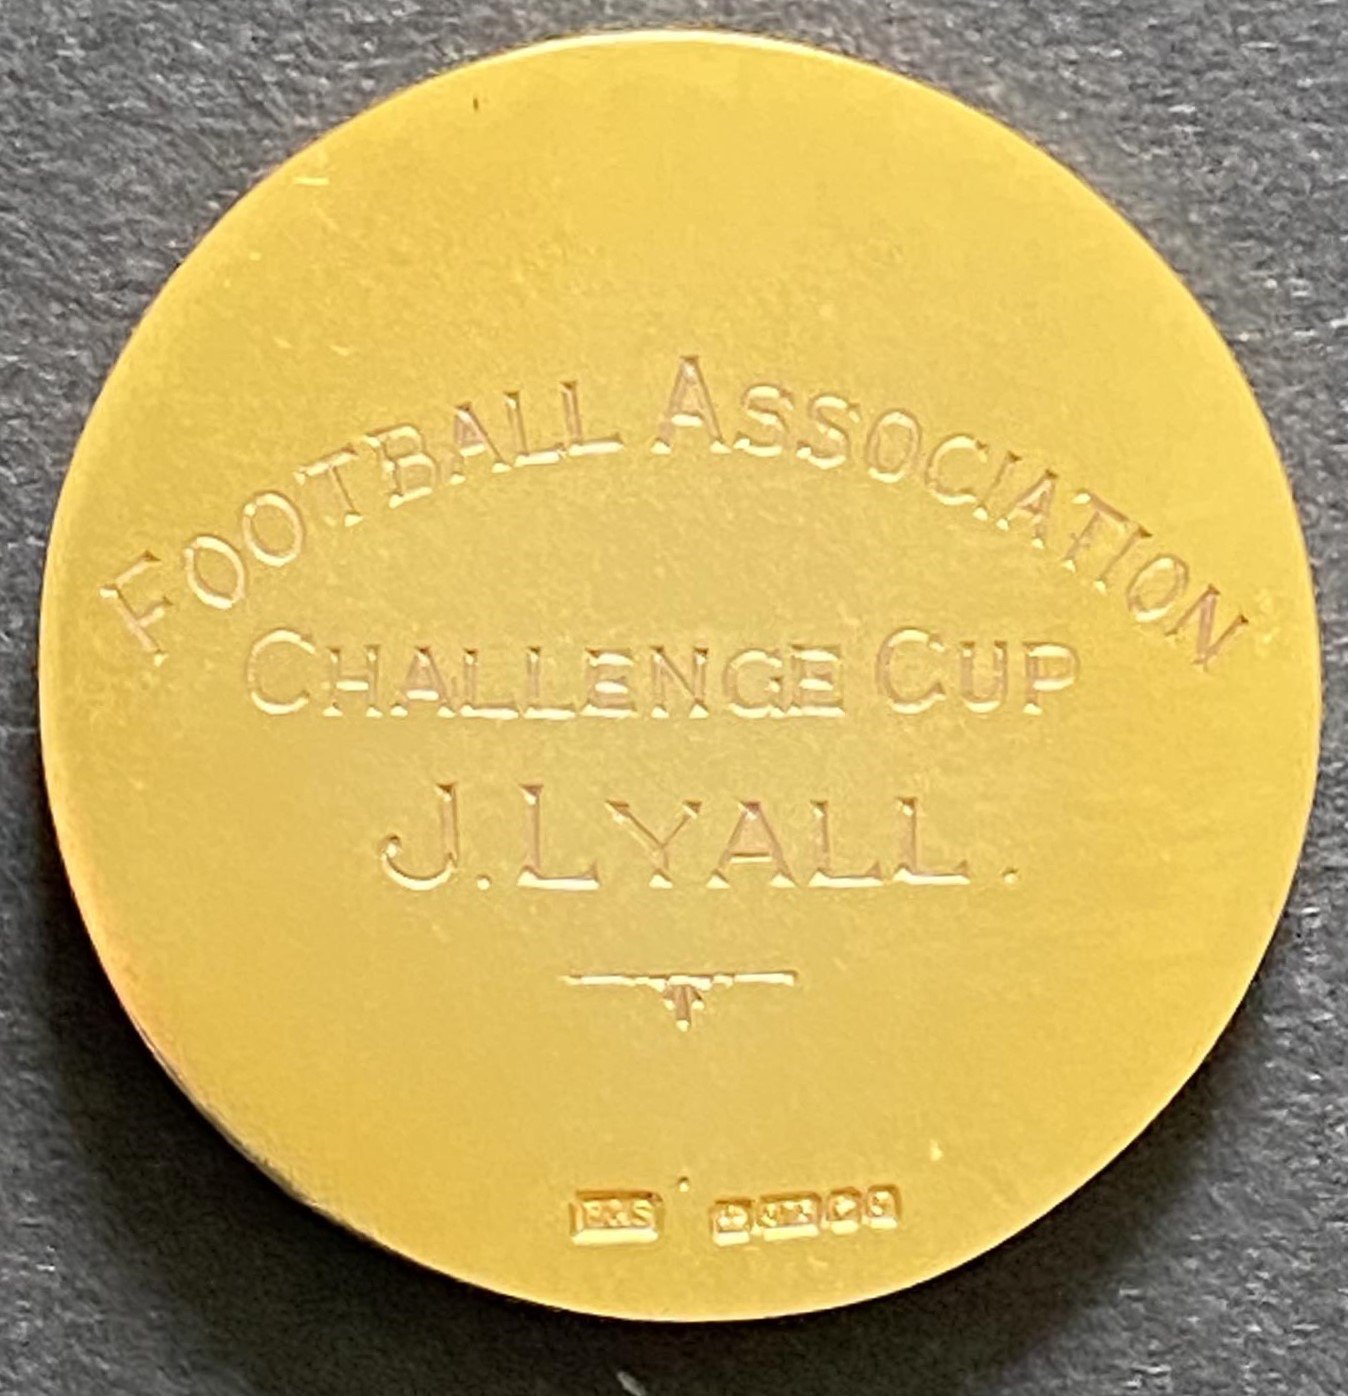 FOOTBALL ASSOCIATION
CHALLENGE CUP
J. LYALL.